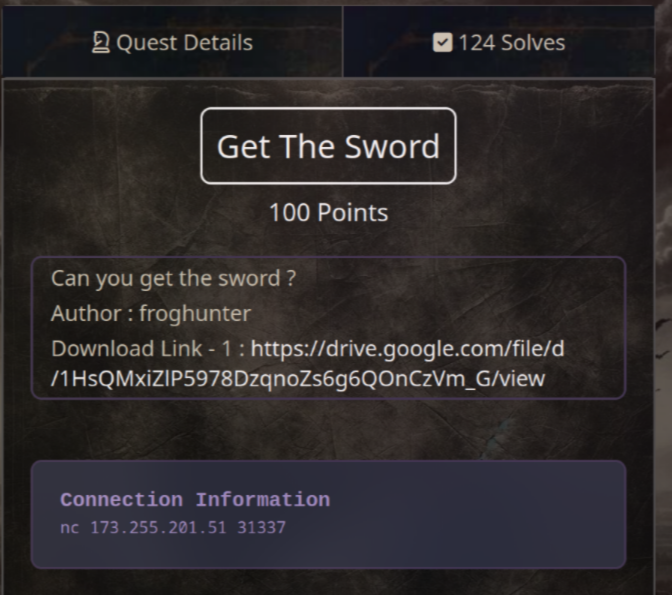 Quest Details
124 Solves
Get The Sword
100 Points
Can you get the sword ?
Author : froghunter
Download Link - 1 : https://drive.google.com/file/d
/1HsQMxiZlP5978DzqnoZs6g6QOnCzVm_G/view
Connection Information
nc 173.255.201.51 31337